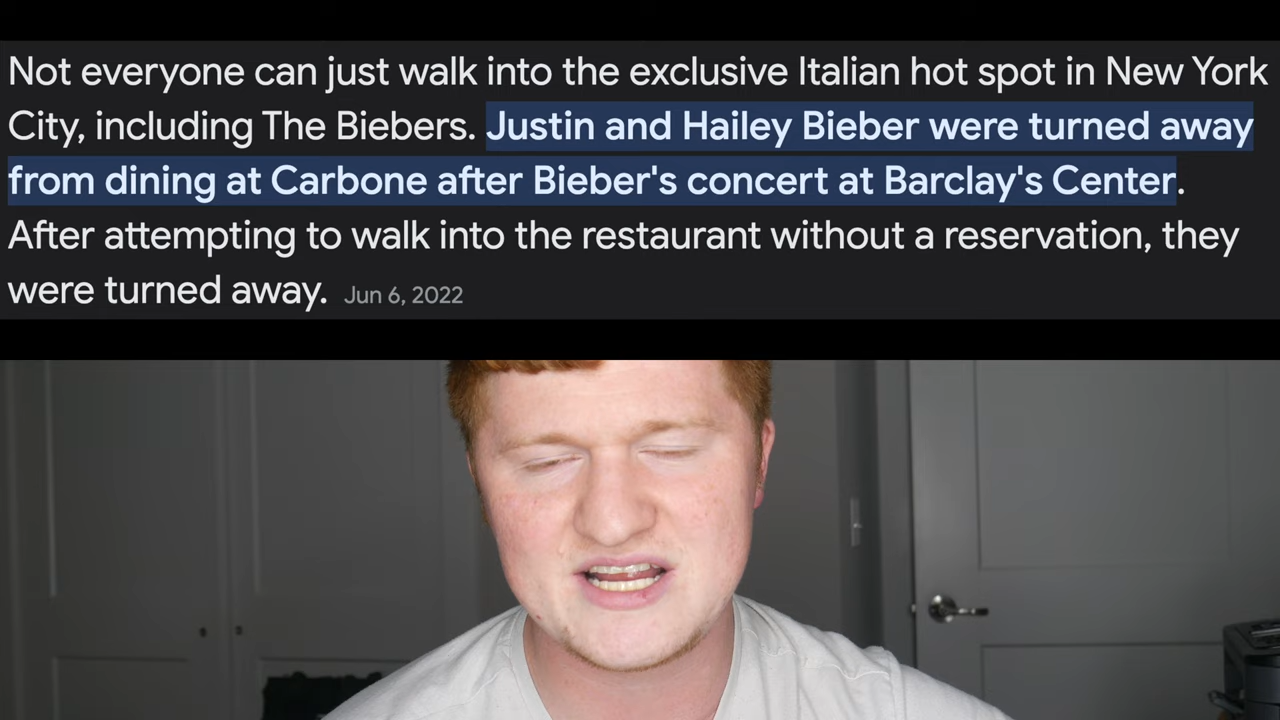 Not everyone can just walk into the exclusive Italian hot spot in New York
City, including The Biebers. Justin and Hailey Bieber were turned away
from dining at Carbone after Bieber's concert at Barclay's Center.
After attempting to walk into the restaurant without a reservation, they
were turned away. Jun 6, 2022